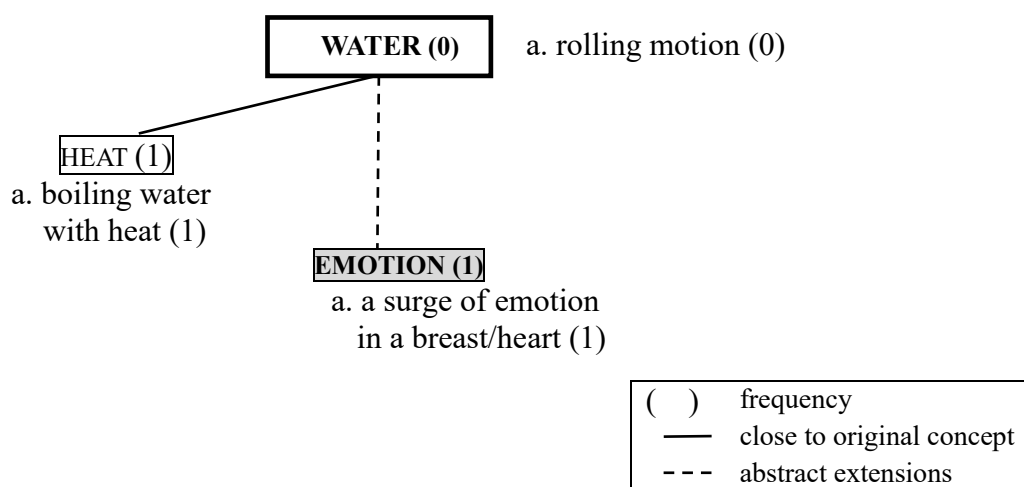 WATER (0)
a. rolling motion (0)
HEAT (1)
a. boiling water
with heat (1)
EMOTION (1)
a. a surge of emotion
in a breast/heart (1)
( ) frequency
close to original concept
abstract extensions